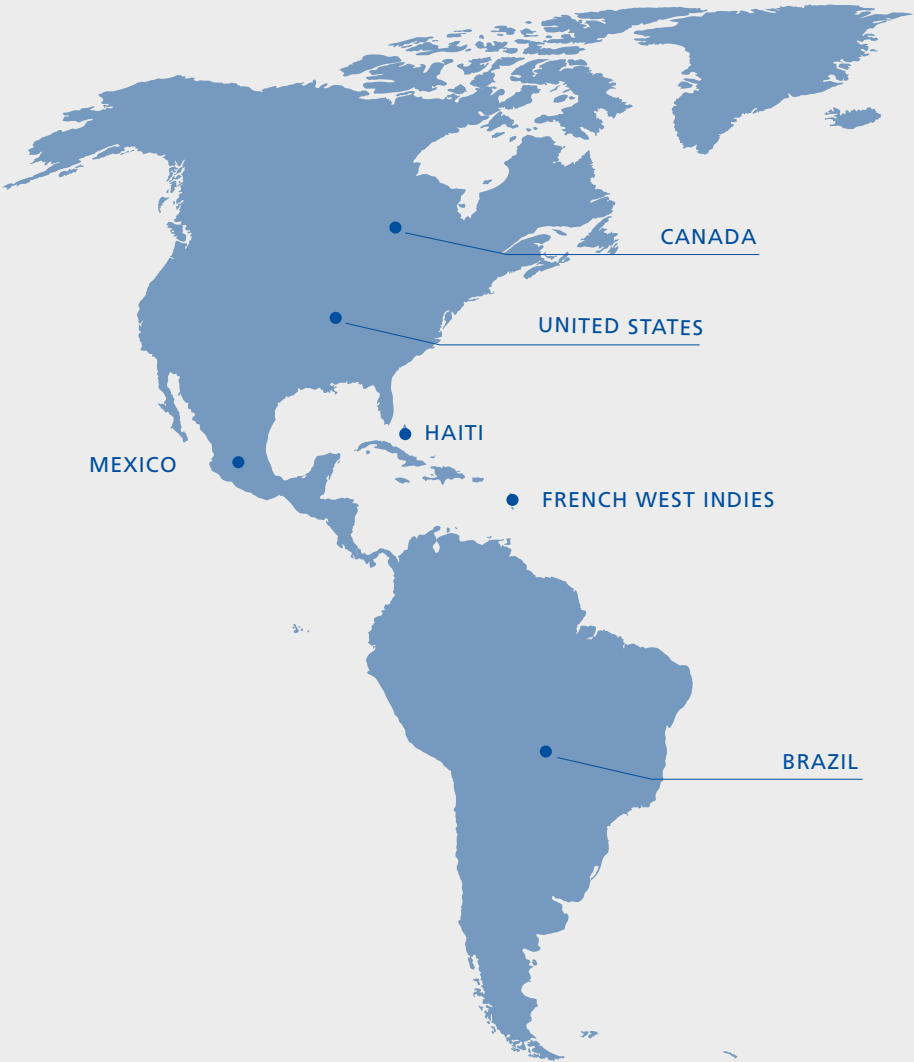 CANADA
UNITED STATES
HAITI
MEXICO
FRENCH WEST INDIES
BRAZIL